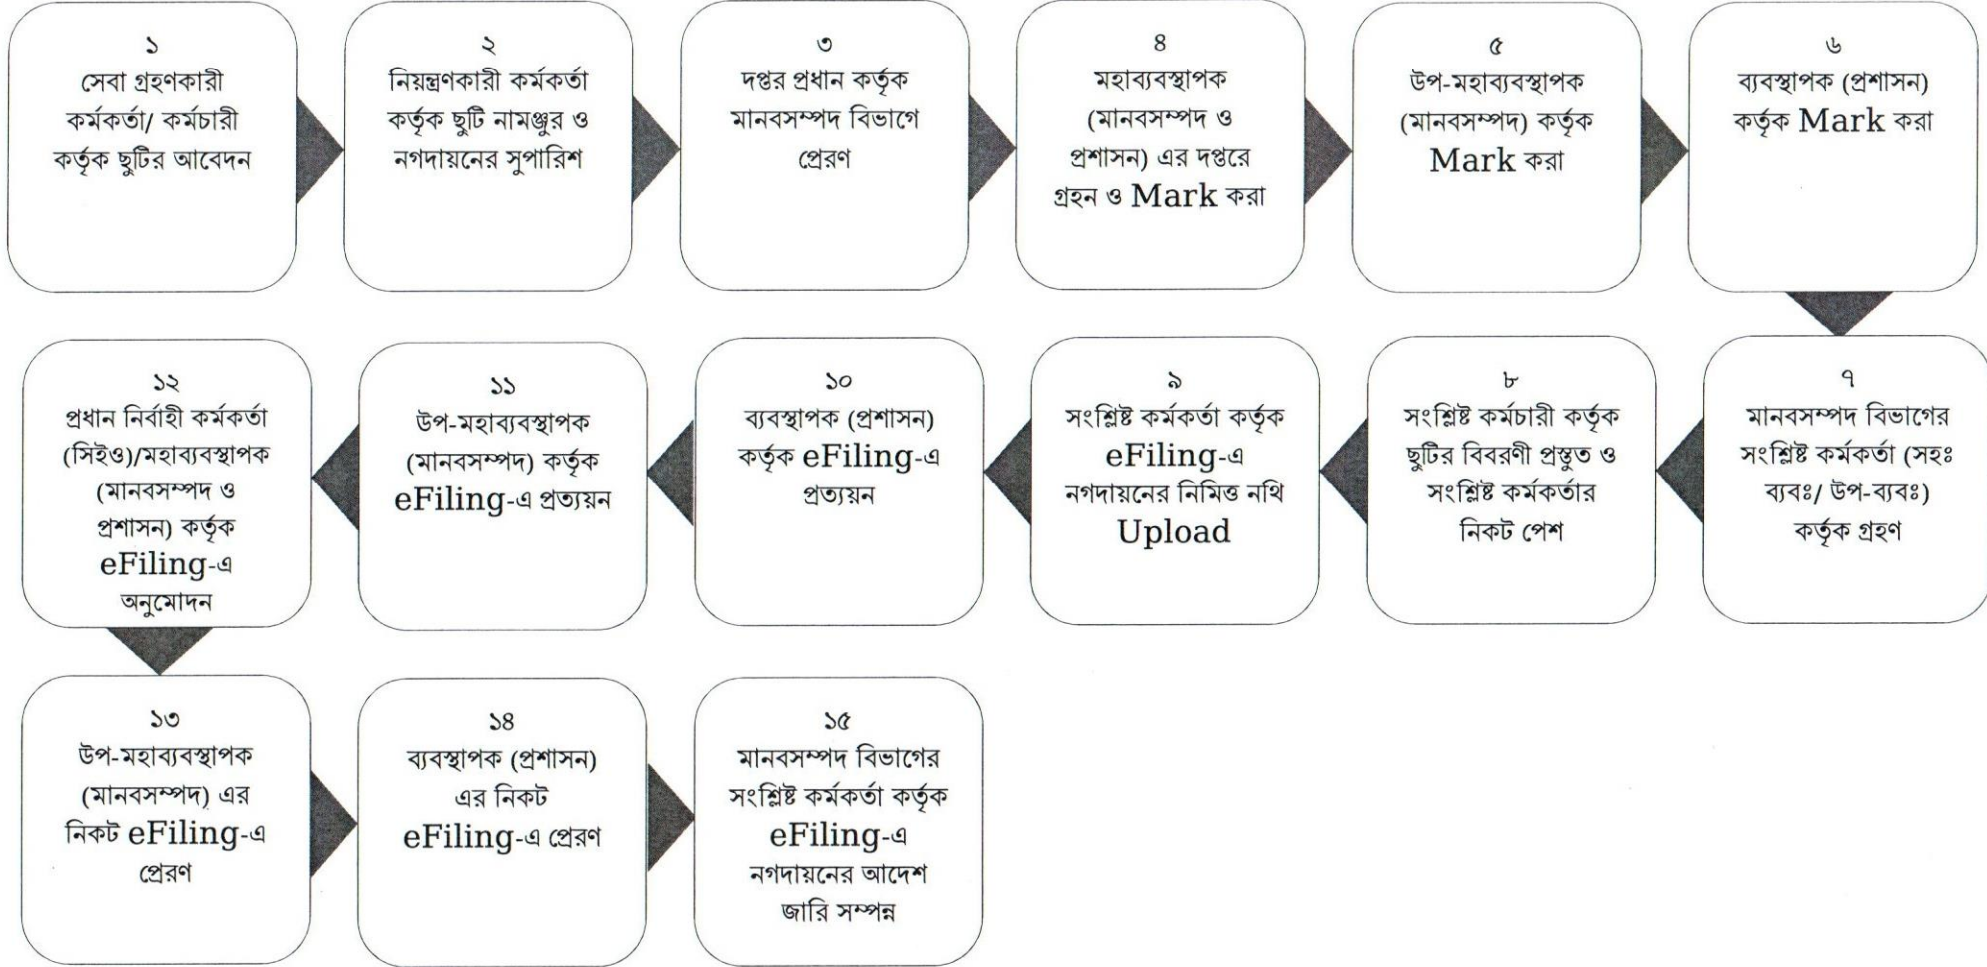 ১
সেবা গ্রহণকারী
কর্মকর্তা/ কর্মচারী
কর্তৃক ছুটির আবেদন
২
নিয়ন্ত্রণকারী কর্মকর্তা
কর্তৃক ছুটি নামঞ্জুর ও
নগদায়নের সুপারিশ
৩
দপ্তর প্রধান কর্তৃক
মানবসম্পদ বিভাগে
প্রেরণ
৪
মহাব্যবস্থাপক
(মানবসম্পদ ও
প্রশাসন) এর দপ্তরে
গ্রহন ও Mark করা
৫
উপ-মহাব্যবস্থাপক
(মানবসম্পদ) কর্তৃক
Mark করা
৬
ব্যবস্থাপক (প্রশাসন)
কর্তৃক Mark করা
৭
মানবসম্পদ বিভাগের
সংশ্লিষ্ট কর্মকর্তা (সহঃ
ব্যবঃ/ উপ-ব্যবঃ)
কর্তৃক গ্রহণ
৮
সংশ্লিষ্ট কর্মচারী কর্তৃক
ছুটির বিবরণী প্রস্তুত ও
সংশ্লিষ্ট কর্মকর্তার
নিকট পেশ
৯
সংশ্লিষ্ট কর্মকর্তা কর্তৃক
eFiling-এ
নগদায়নের নিমিত্ত নথি
Upload
১০
ব্যবস্থাপক (প্রশাসন)
কর্তৃক eFiling-এ
প্রত্যয়ন
১১
উপ-মহাব্যবস্থাপক
(মানবসম্পদ) কর্তৃক
eFiling-এ প্রত্যয়ন
১২
প্রধান নির্বাহী কর্মকর্তা
(সিইও)/মহাব্যবস্থাপক
(মানবসম্পদ ও
প্রশাসন) কর্তৃক
eFiling-এ
অনুমোদন
১৩
উপ-মহাব্যবস্থাপক
(মানবসম্পদ) এর
নিকট eFiling-এ
প্রেরণ
১৪
ব্যবস্থাপক (প্রশাসন)
এর নিকট
eFiling-এ প্রেরণ
১৫
মানবসম্পদ বিভাগের
সংশ্লিষ্ট কর্মকর্তা কর্তৃক
eFiling-এ
নগদায়নের আদেশ
জারি সম্পন্ন